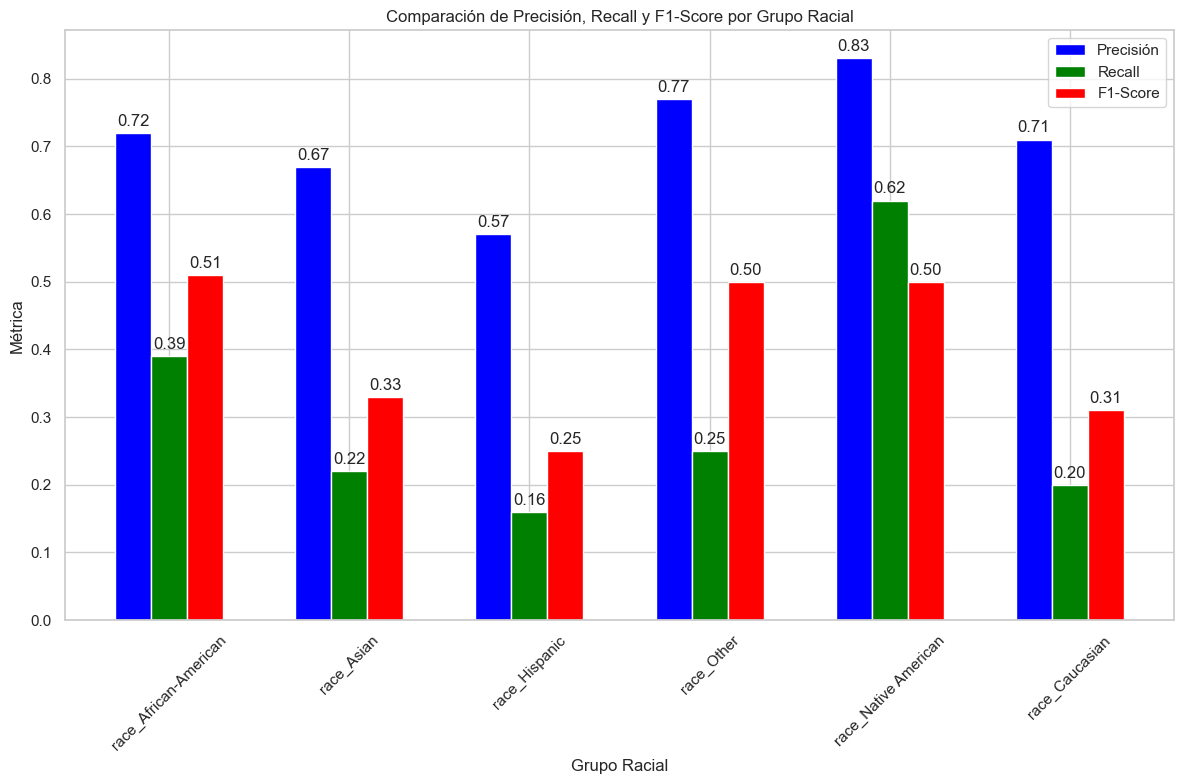 Comparación de Precisión, Recall y F1-Score por Grupo Racial
Precisión
Recall
F1-Score
Métrica
0.8
0.7
0.6
0.5
0.4
0.3
0.2
0.1
0.0
0.72
0.39
0.51
0.67
0.22
0.33
0.57
0.16
0.25
0.77
0.25
0.50
0.83
0.62
0.50
0.71
0.20
0.31
race_African-American
race_Asian
race_Hispanic
race_Other
race_Native American
race_Caucasian
Grupo Racial